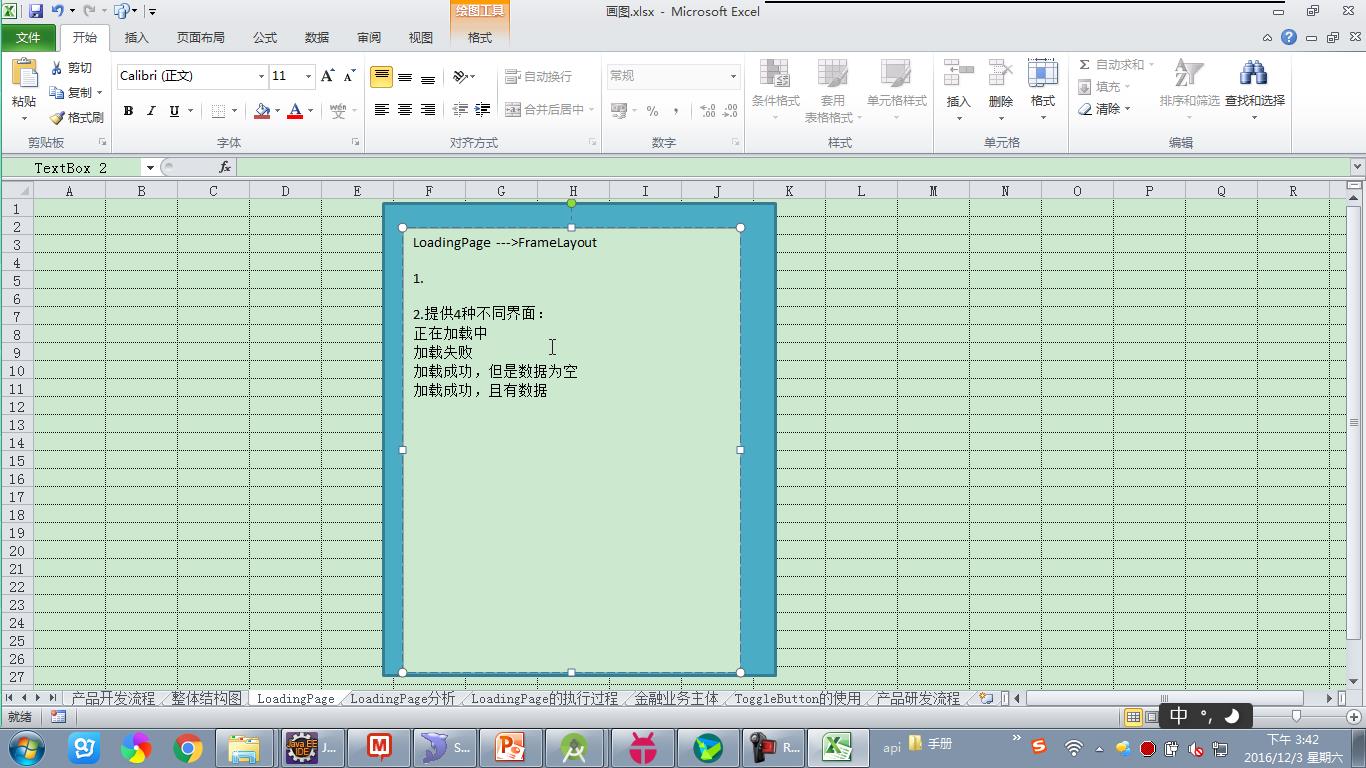 画图.xlsx - Microsoft Excel
绘图工具
文件 开始 插入 页面布局 公式 数据 审阅 视图 格式
粘贴 剪切 复制 格式刷
Calibri (正文) 11
B I U
自动换行
合并后居中
常规
条件格式 套用表格格式 单元格样式
插入 删除 格式
自动求和
填充
清除
排序和筛选 查找和选择
剪贴板 字体 对齐方式 数字 样式 单元格 编辑
TextBox 2 fx
A B C D E F G H I J K L M N O P Q R
1
2
3
4
5
6
7
8
9
10
11
12
13
14
15
16
17
18
19
20
21
22
23
24
25
26
27
LoadingPage --->FrameLayout
1.
2.提供4种不同界面：
正在加载中
加载失败
加载成功，但是数据为空
加载成功，且有数据
产品开发流程 整体结构图 LoadingPage LoadingPage分析 LoadingPage的执行过程 金融业务主体 ToggleButton的使用 产品研发流程
就绪
中 °,
J... S... R... api 手册 »
下午 3:42
2016/12/3 星期六